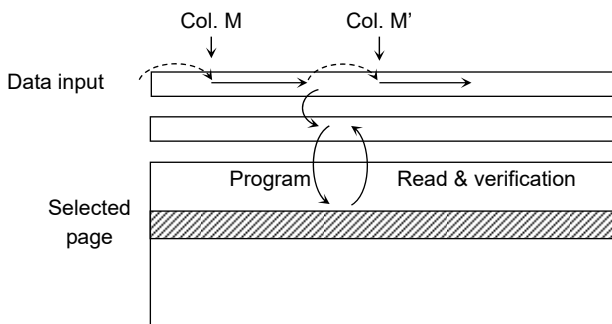 Col. M
Col. M’
Data input
Program
Read & verification
Selected
page